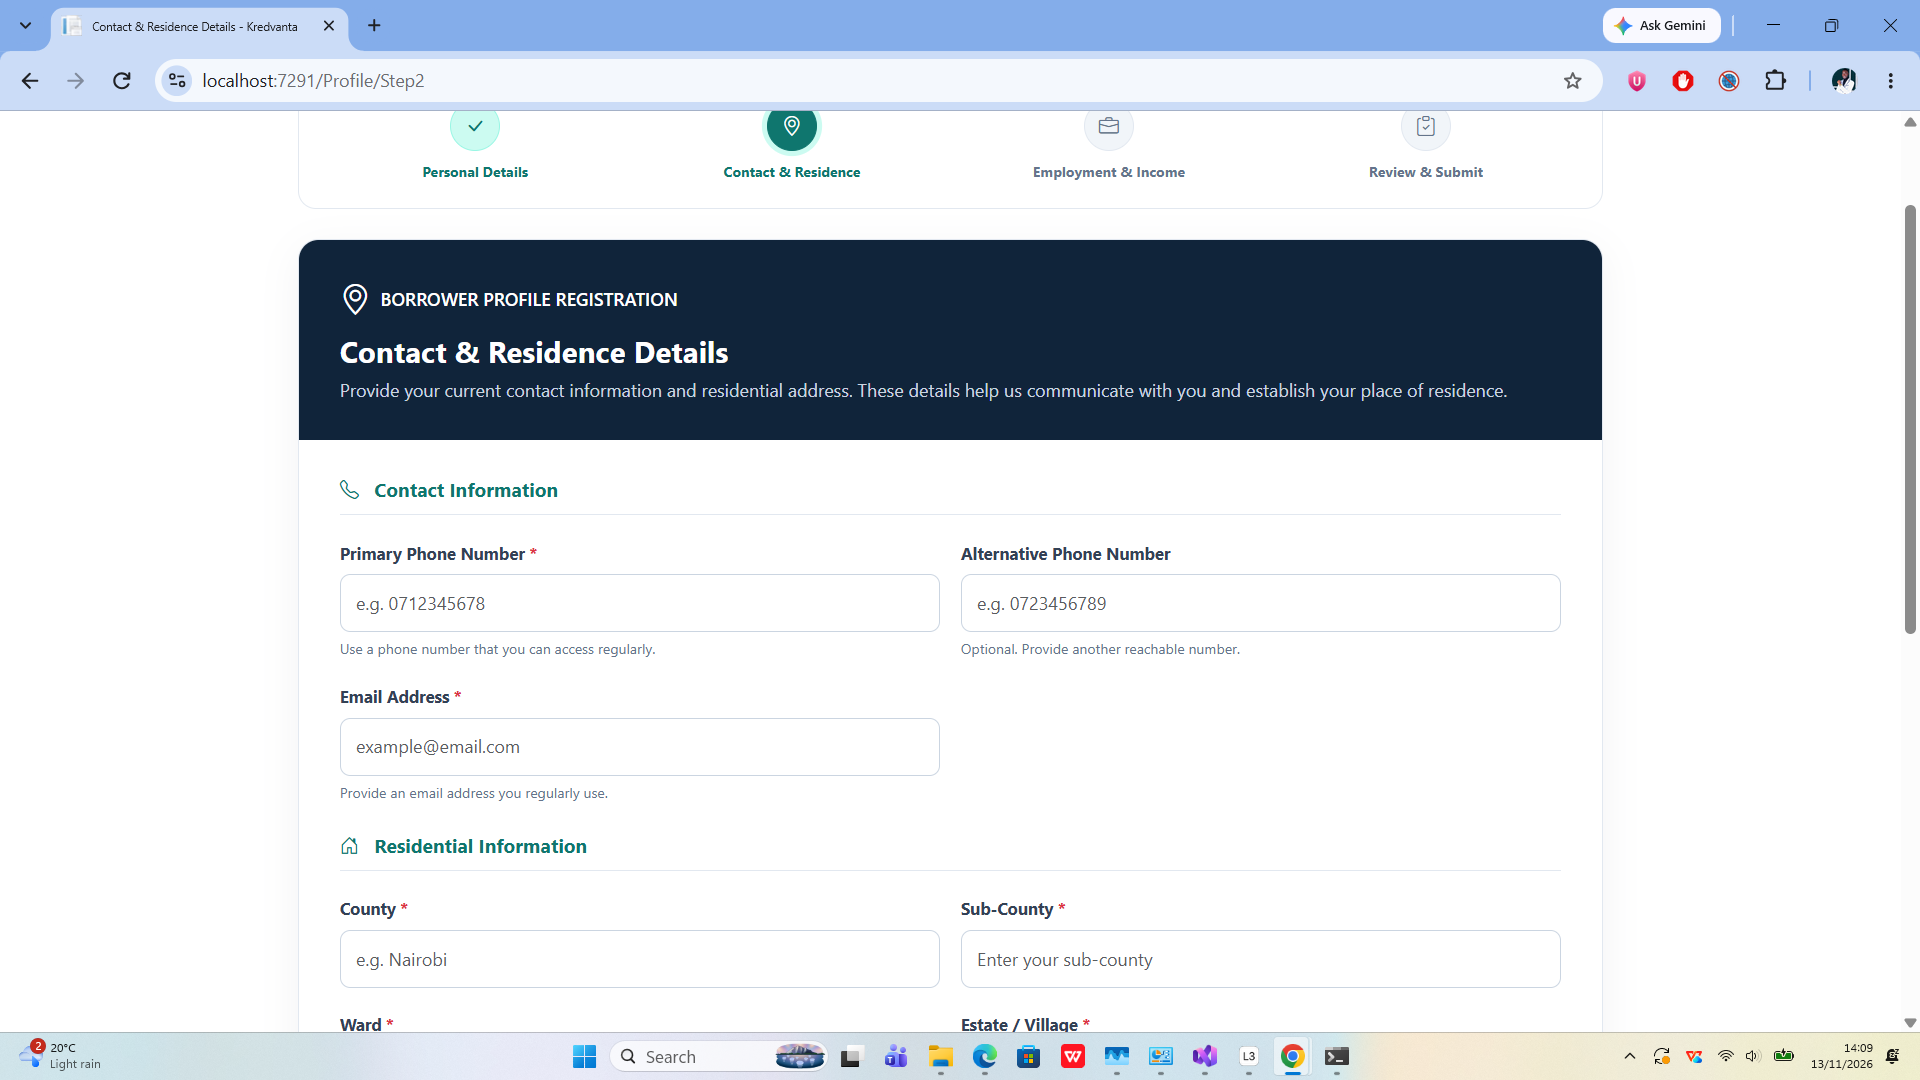 Contact & Residence Details - Kredvanta
Ask Gemini
localhost:7291/Profile/Step2
U
Personal Details
Contact & Residence
Employment & Income
Review & Submit
BORROWER PROFILE REGISTRATION
Contact & Residence Details
Provide your current contact information and residential address. These details help us communicate with you and establish your place of residence.
Contact Information
Primary Phone Number *
Alternative Phone Number
e.g. 0712345678
e.g. 0723456789
Use a phone number that you can access regularly.
Optional. Provide another reachable number.
Email Address *
example@email.com
Provide an email address you regularly use.
Residential Information
County *
Sub-County *
e.g. Nairobi
Enter your sub-county
Ward *
Estate / Village *
2
20°C
Light rain
Search
T
W
L3
14:09
13/11/2026